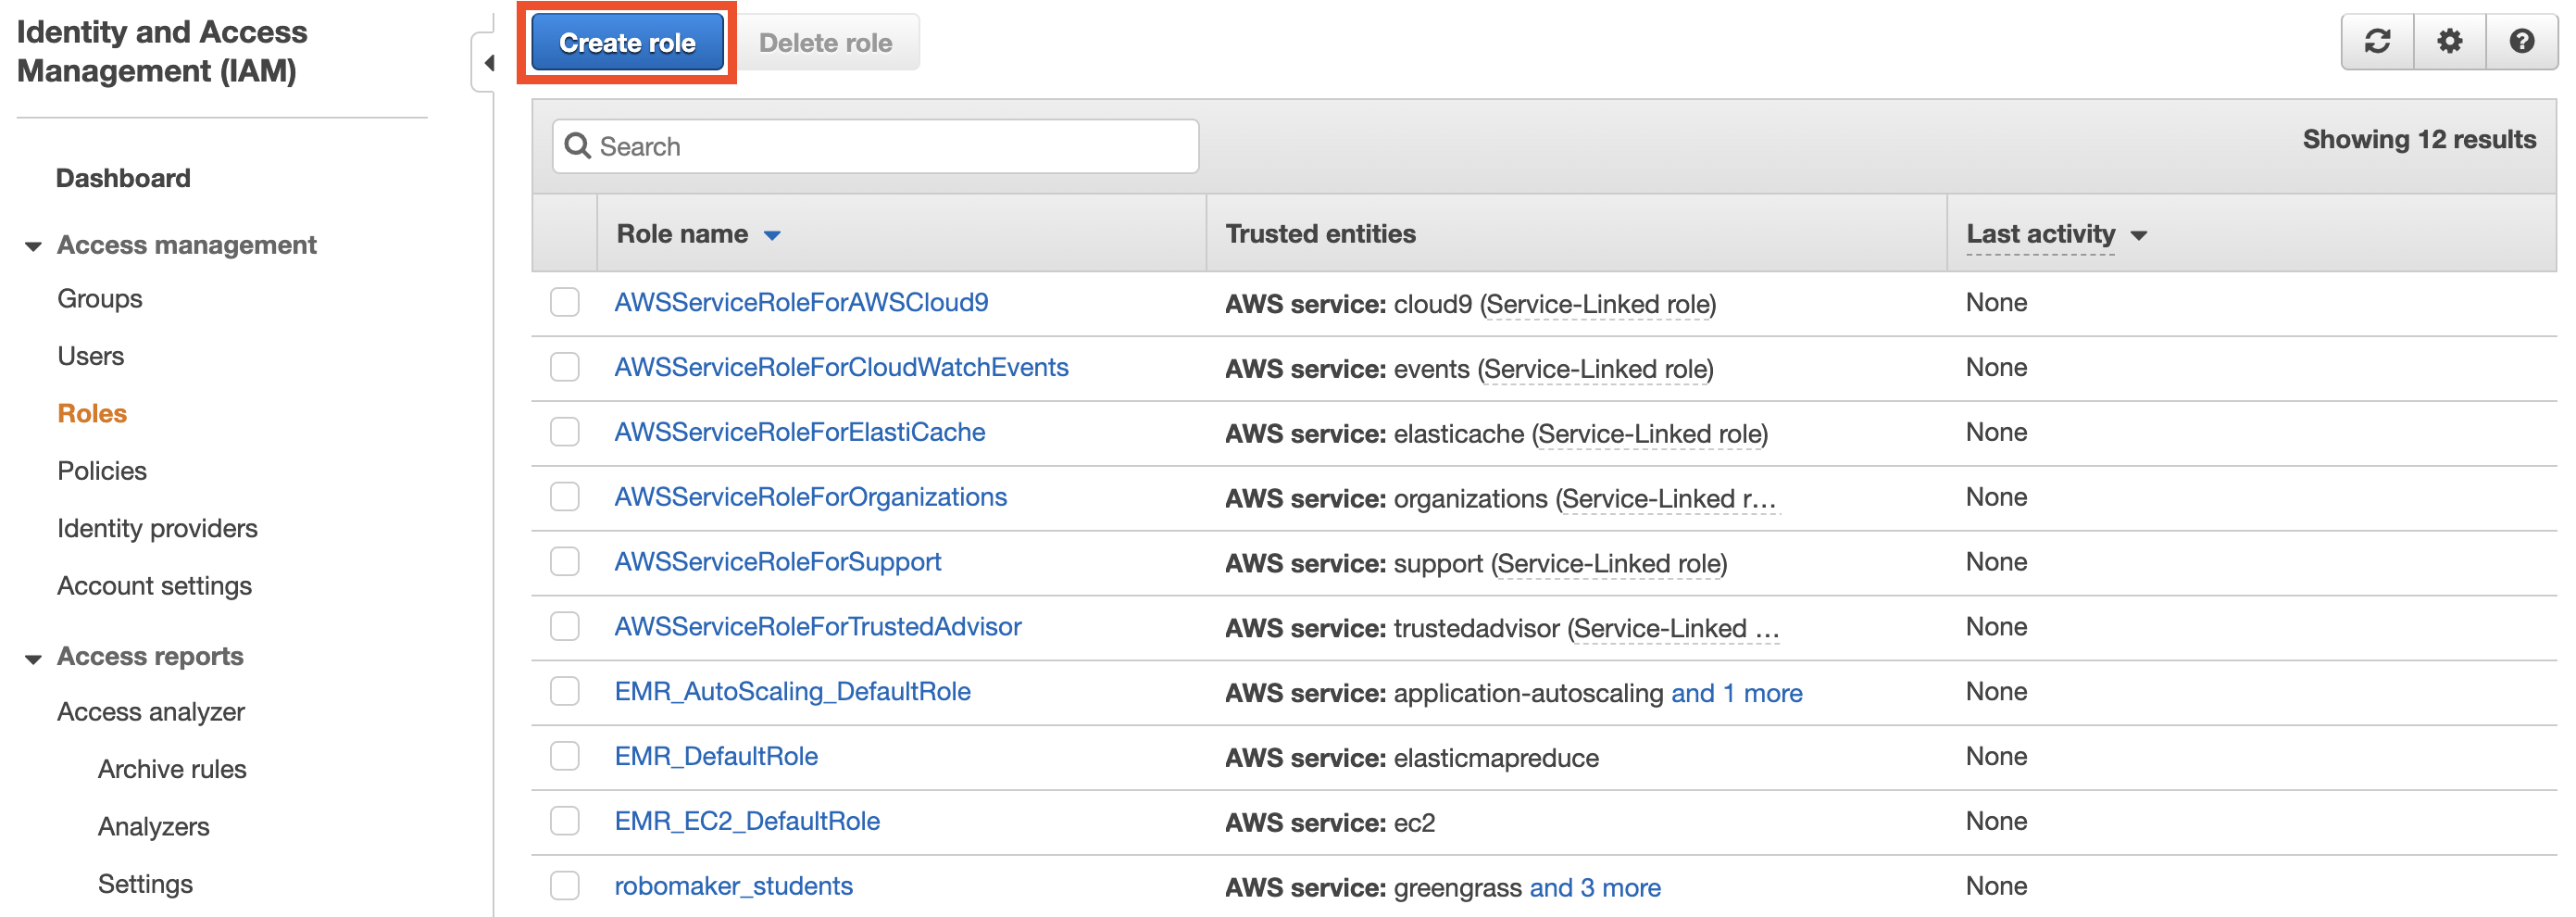 Identity and Access
Management (IAM)
Dashboard
Access management
Groups
Users
Roles
Policies
Identity providers
Account settings
Access reports
Access analyzer
Archive rules
Analyzers
Settings
Create role
Delete role
Search
Showing 12 results
Role name Trusted entities Last activity
AWSServiceRoleForAWSCloud9 AWS service: cloud9 (Service-Linked role) None
AWSServiceRoleForCloudWatchEvents AWS service: events (Service-Linked role) None
AWSServiceRoleForElastiCache AWS service: elasticache (Service-Linked role) None
AWSServiceRoleForOrganizations AWS service: organizations (Service-Linked r… None
AWSServiceRoleForSupport AWS service: support (Service-Linked role) None
AWSServiceRoleForTrustedAdvisor AWS service: trustedadvisor (Service-Linked … None
EMR_AutoScaling_DefaultRole AWS service: application-autoscaling and 1 more None
EMR_DefaultRole AWS service: elasticmapreduce None
EMR_EC2_DefaultRole AWS service: ec2 None
robomaker_students AWS service: greengrass and 3 more None